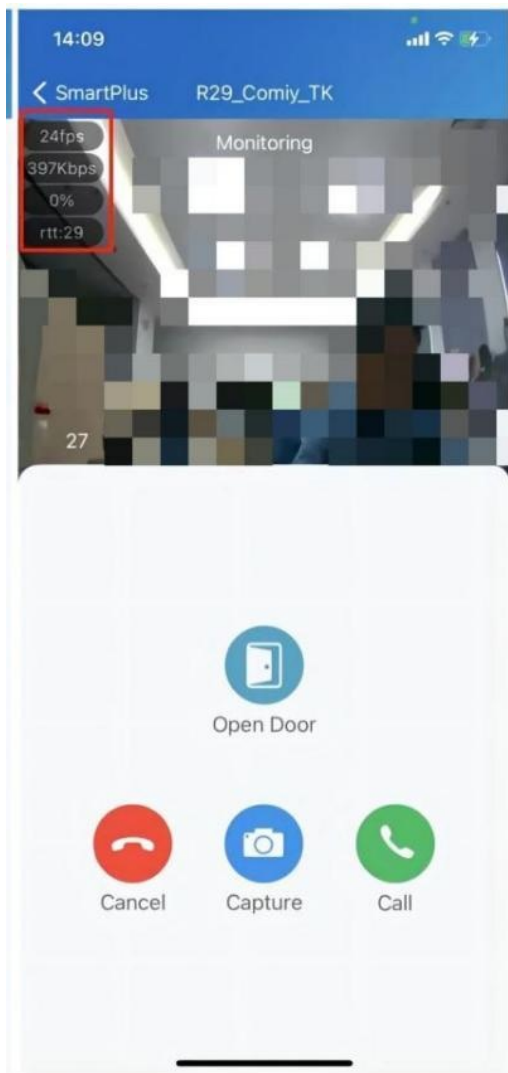 14:09
SmartPlus R29_Comiy_TK
24fps
Monitoring
397Kbps
0%
rtt:29
27
Open Door
Cancel Capture Call